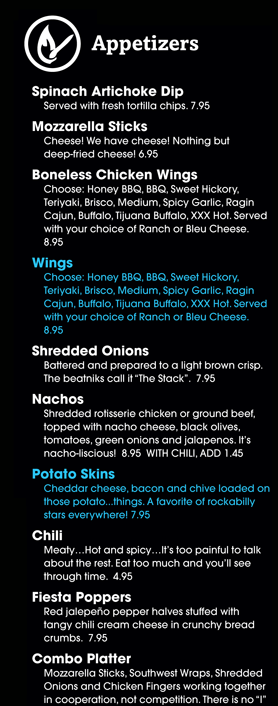 Appetizers
Spinach Artichoke Dip
Served with fresh tortilla chips. 7.95
Mozzarella Sticks
Cheese! We have cheese! Nothing but
deep-fried cheese! 6.95
Boneless Chicken Wings
Choose: Honey BBQ, BBQ, Sweet Hickory,
Teriyaki, Brisco, Medium, Spicy Garlic, Ragin
Cajun, Buffalo, Tijuana Buffalo, XXX Hot. Served
with your choice of Ranch or Bleu Cheese.
8.95
Wings
Choose: Honey BBQ, BBQ, Sweet Hickory,
Teriyaki, Brisco, Medium, Spicy Garlic, Ragin
Cajun, Buffalo, Tijuana Buffalo, XXX Hot. Served
with your choice of Ranch or Bleu Cheese.
8.95
Shredded Onions
Battered and prepared to a light brown crisp.
The beatniks call it “The Stack”. 7.95
Nachos
Shredded rotisserie chicken or ground beef,
topped with nacho cheese, black olives,
tomatoes, green onions and jalapenos. It’s
nacho-liscious! 8.95 WITH CHILI, ADD 1.45
Potato Skins
Cheddar cheese, bacon and chive loaded on
those potato...things. A favorite of rockabilly
stars everywhere! 7.95
Chili
Meaty...Hot and spicy...It’s too painful to talk
about the rest. Eat too much and you’ll see
through time. 4.95
Fiesta Poppers
Red jalepeño pepper halves stuffed with
tangy chili cream cheese in crunchy bread
crumbs. 7.95
Combo Platter
Mozzarella Sticks, Southwest Wraps, Shredded
Onions and Chicken Fingers working together
in cooperation, not competition. There is no “I”